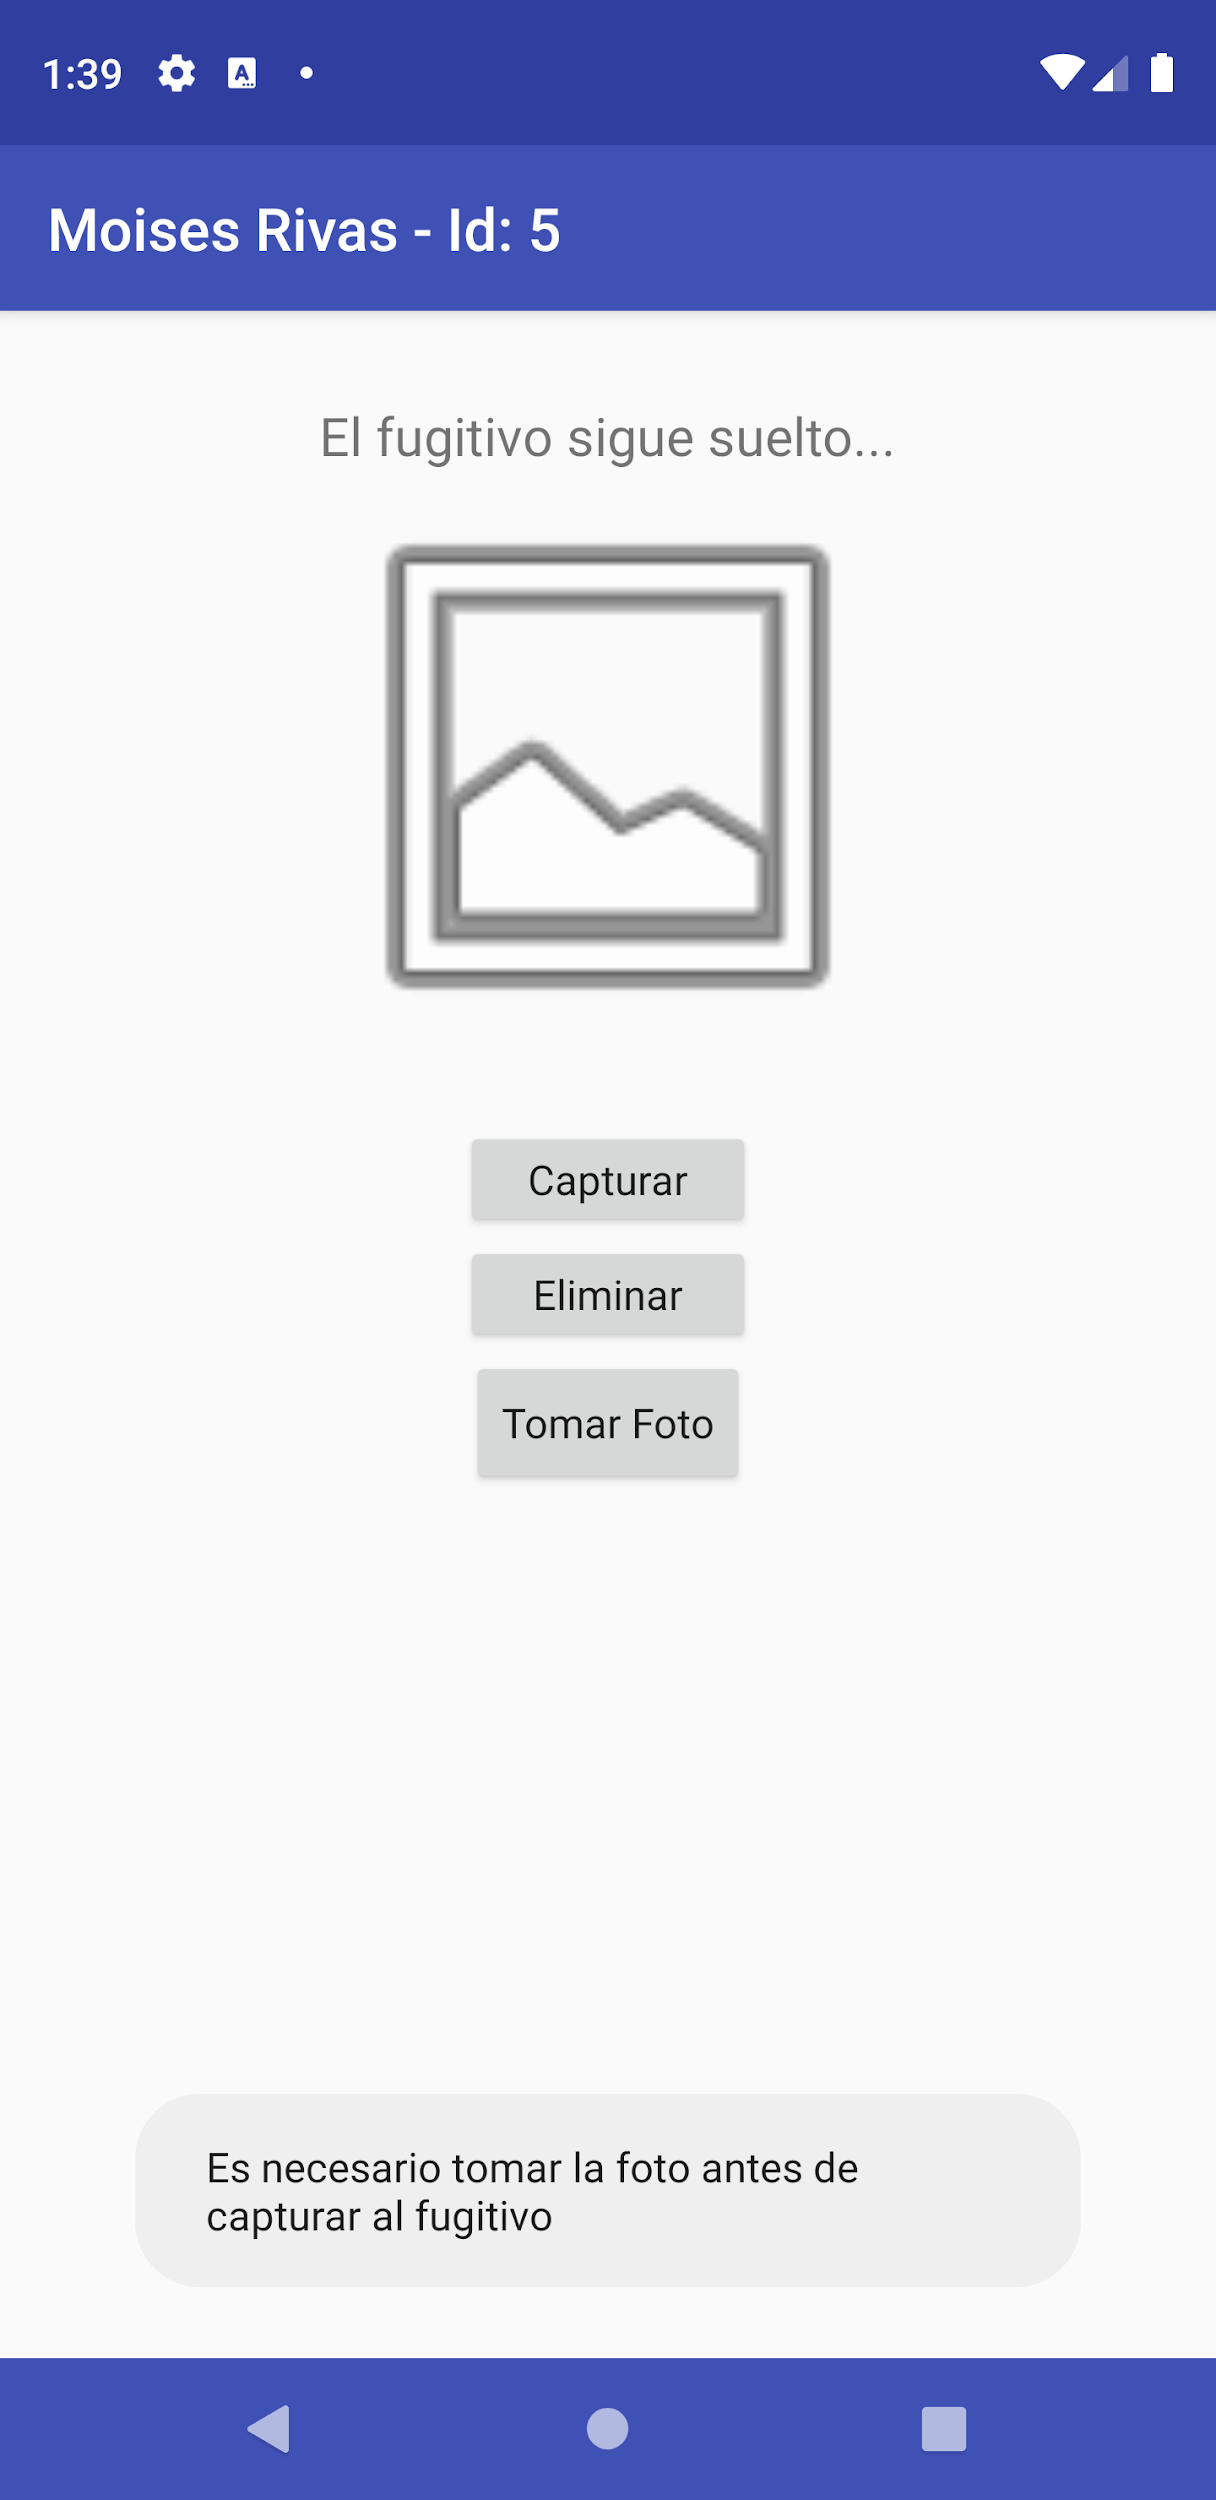 1:39
Moises Rivas - Id: 5
El fugitivo sigue suelto...
Capturar
Eliminar
Tomar Foto
Es necesario tomar la foto antes de
capturar al fugitivo